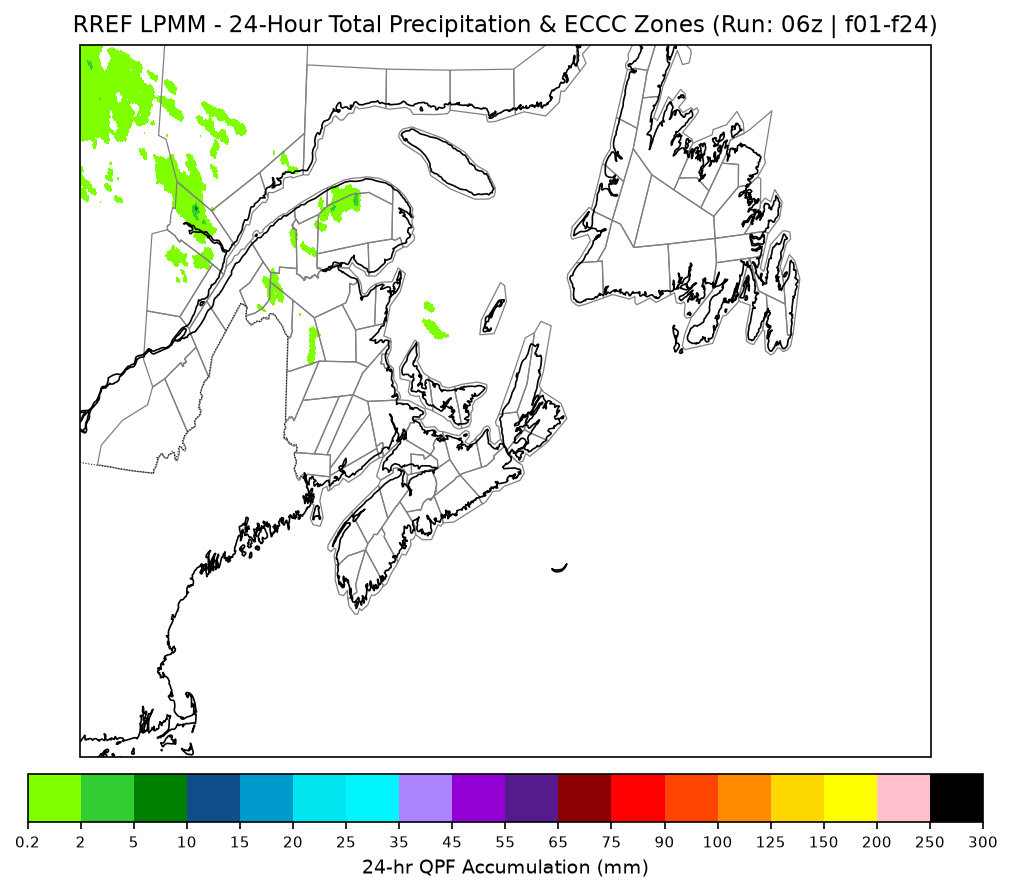 RREF LPMM - 24-Hour Total Precipitation & ECCC Zones (Run: 06z | f01-f24)
0.2 2 5 10 15 20 25 35 45 55 65 75 90 100 125 150 200 250 300
24-hr QPF Accumulation (mm)